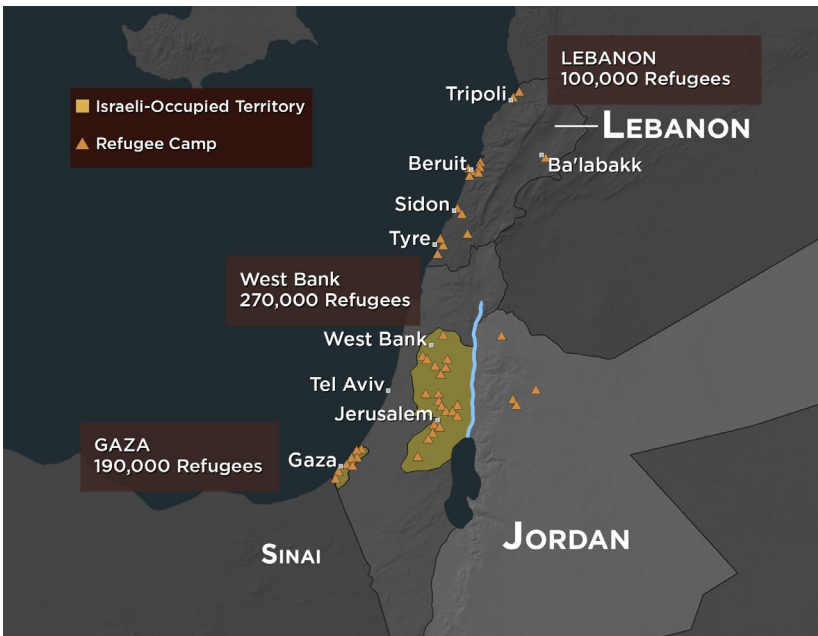 LEBANON
100,000 Refugees
Israeli-Occupied Territory
Refugee Camp
Tripoli
LEBANON
Beruit
Ba'labakk
Sidon
Tyre
West Bank
270,000 Refugees
West Bank
Tel Aviv
Jerusalem
GAZA
190,000 Refugees
Gaza
SINAI
JORDAN